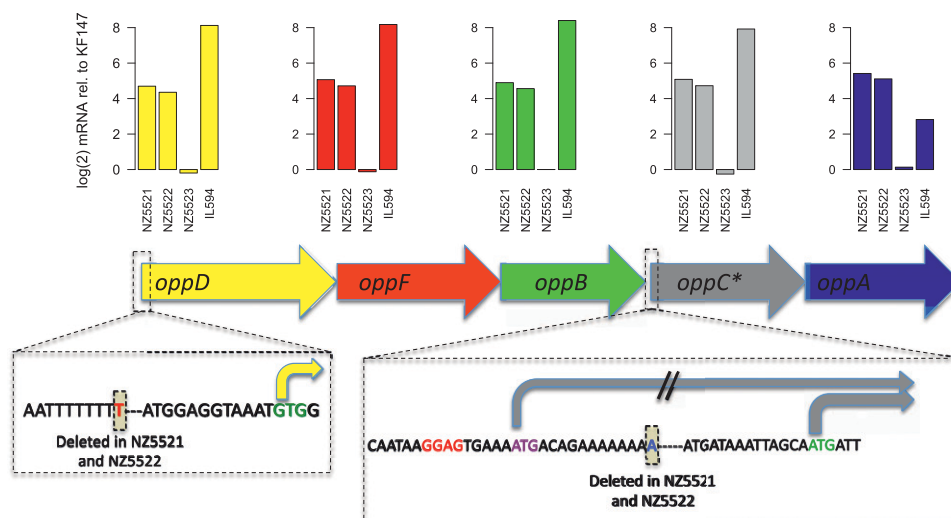 log(2) mRNA rel. to KF147
8 8 8 8 8
6 6 6 6 6
4 4 4 4 4
2 2 2 2 2
0 0 0 0 0
NZ5521 NZ5522 NZ5523 IL594 NZ5521 NZ5522 NZ5523 IL594 NZ5521 NZ5522 NZ5523 IL594 NZ5521 NZ5522 NZ5523 IL594 NZ5521 NZ5522 NZ5523 IL594
oppD oppF oppB oppC* oppA
AATTTTTTTT---ATGGAGGTAAATGTGG
Deleted in NZ5521
and NZ5522
CAATAAGGAGTGAAAATGACAGAAAAAAAAA----ATGATAAATTAGCAATGATT
Deleted in NZ5521
and NZ5522